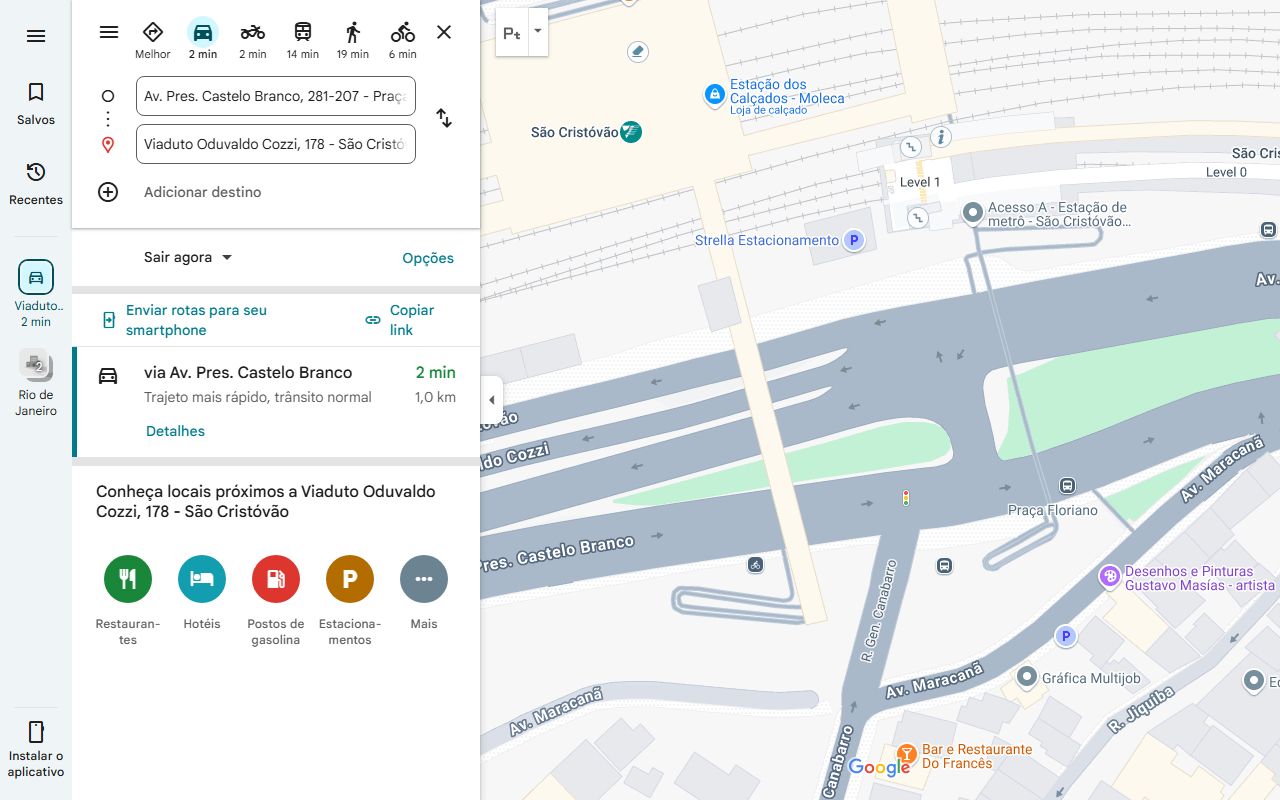 Melhor
2 min
2 min
14 min
19 min
6 min
Av. Pres. Castelo Branco, 281-207 - Praça
Viaduto Oduvaldo Cozzi, 178 - São Cristó
Adicionar destino
Salvos
Recentes
Viaduto..
2 min
2
Rio de
Janeiro
Instalar o
aplicativo
Sair agora
Opções
Enviar rotas para seu
smartphone
Copiar
link
via Av. Pres. Castelo Branco
2 min
Trajeto mais rápido, trânsito normal
1,0 km
Detalhes
Conheça locais próximos a Viaduto Oduvaldo
Cozzi, 178 - São Cristóvão
P
Restauran-
tes
Hotéis
Postos de
gasolina
Estaciona-
mentos
Mais
Estação dos
Calçados - Moleca
Loja de calçado
São Cristóvão
Level 1
São Cris
Level 0
Acesso A - Estação de
metrô - São Cristóvão...
Strella Estacionamento
P
Av.
ldo Cozzi
Pres. Castelo Branco
Praça Floriano
Av. Maracanã
R. Gen. Canabarro
Desenhos e Pinturas
Gustavo Masías - artista
P
Gráfica Multijob
Av. Maracanã
Av. Maracanã
R. Jiquiba
Canabarro
Bar e Restaurante
Do Francês
Google